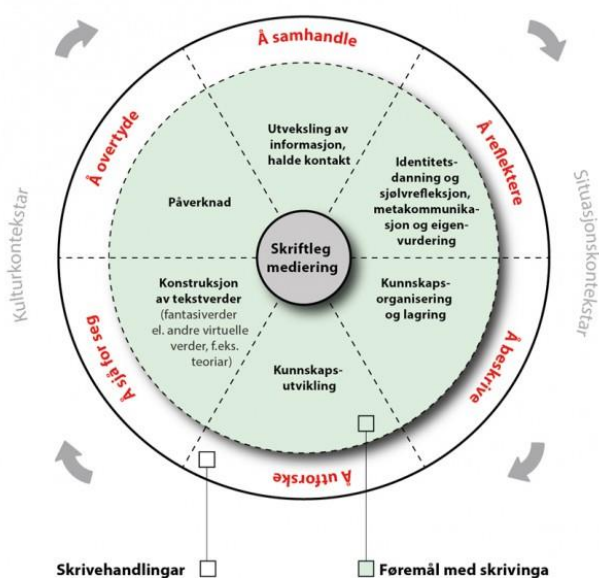 Å samhandle
Å reflektere
Å beskrive
Å utforske
Å sjå for seg
Å overtyde
Kulturkontekstar
Situasjonskontekstar
Utveksling av
informasjon,
halde kontakt
Identitets-
danning og
sjølvrefleksjon,
metakommunika-
sjon og eigen-
vurdering
Kunnskaps-
organisering
og lagring
Kunnskaps-
utvikling
Konstruksjon
av tekstverder
(fantasiverder
el. andre virtuelle
verder, f.eks.
teoriar)
Påverknad
Skriftleg
mediering
Skrivehandlingar
Føremål med skrivinga